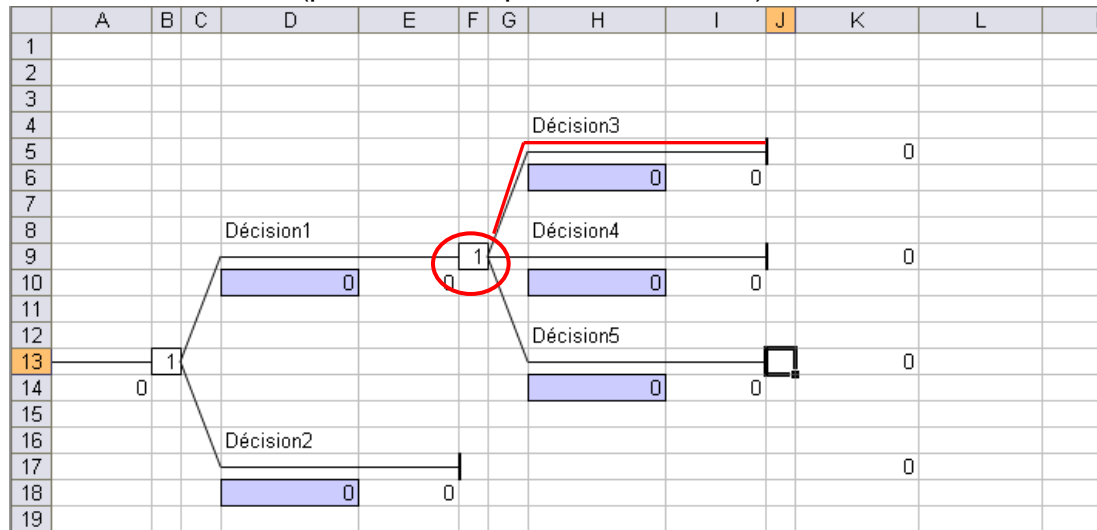 A B C D E F G H I J K L
1
2
3
4 Décision3
5 0
6 0 0
7
8 Décision1 Décision4
9 1 0
10 0 0 0 0
11
12 Décision5
13 1 0
14 0 0 0
15
16 Décision2
17 0
18 0 0
19